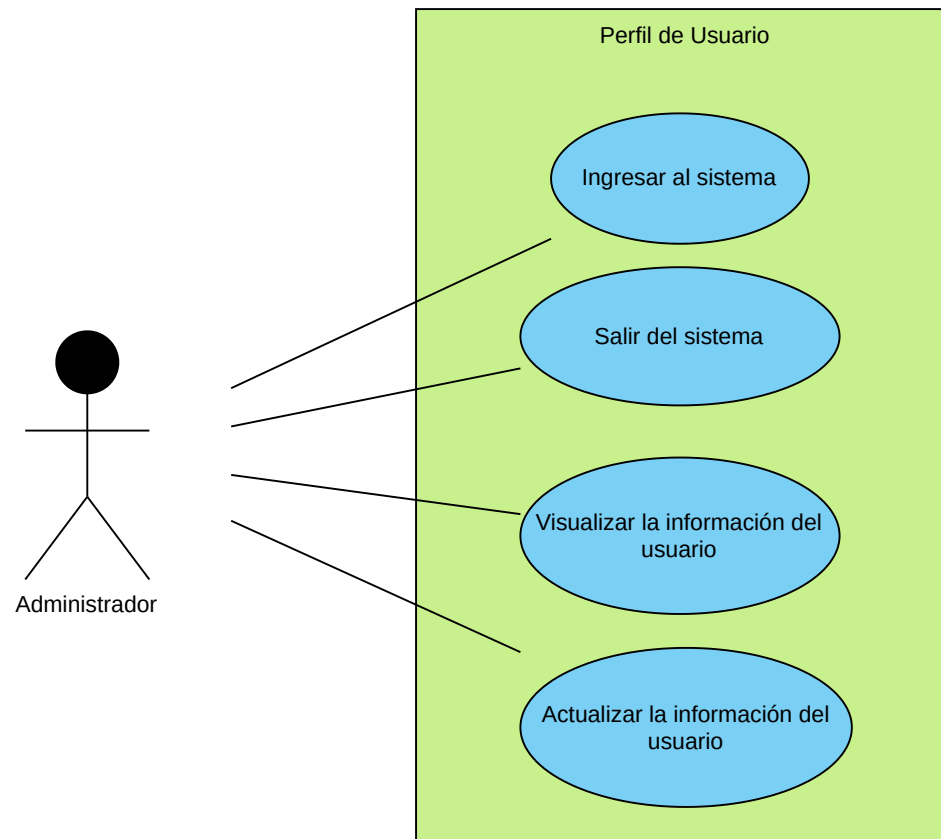 Perfil de Usuario
Ingresar al sistema
Salir del sistema
Visualizar la información del
usuario
Administrador
Actualizar la información del
usuario